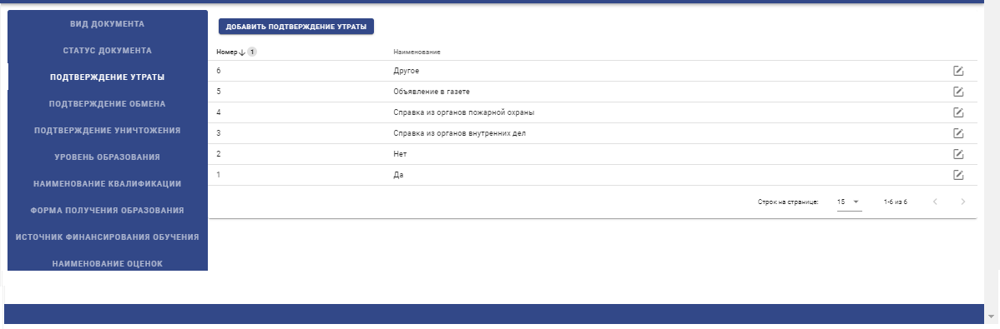 ВИД ДОКУМЕНТА
СТАТУС ДОКУМЕНТА
ПОДТВЕРЖДЕНИЕ УТРАТЫ
ПОДТВЕРЖДЕНИЕ ОБМЕНА
ПОДТВЕРЖДЕНИЕ УНИЧТОЖЕНИЯ
УРОВЕНЬ ОБРАЗОВАНИЯ
НАИМЕНОВАНИЕ КВАЛИФИКАЦИИ
ФОРМА ПОЛУЧЕНИЯ ОБРАЗОВАНИЯ
ИСТОЧНИК ФИНАНСИРОВАНИЯ ОБУЧЕНИЯ
НАИМЕНОВАНИЕ ОЦЕНОК
ДОБАВИТЬ ПОДТВЕРЖДЕНИЕ УТРАТЫ
Номер ↓ 1 Наименование
6 Другое
5 Объявление в газете
4 Справка из органов пожарной охраны
3 Справка из органов внутренних дел
2 Нет
1 Да
Строк на странице: 15 1-6 из 6